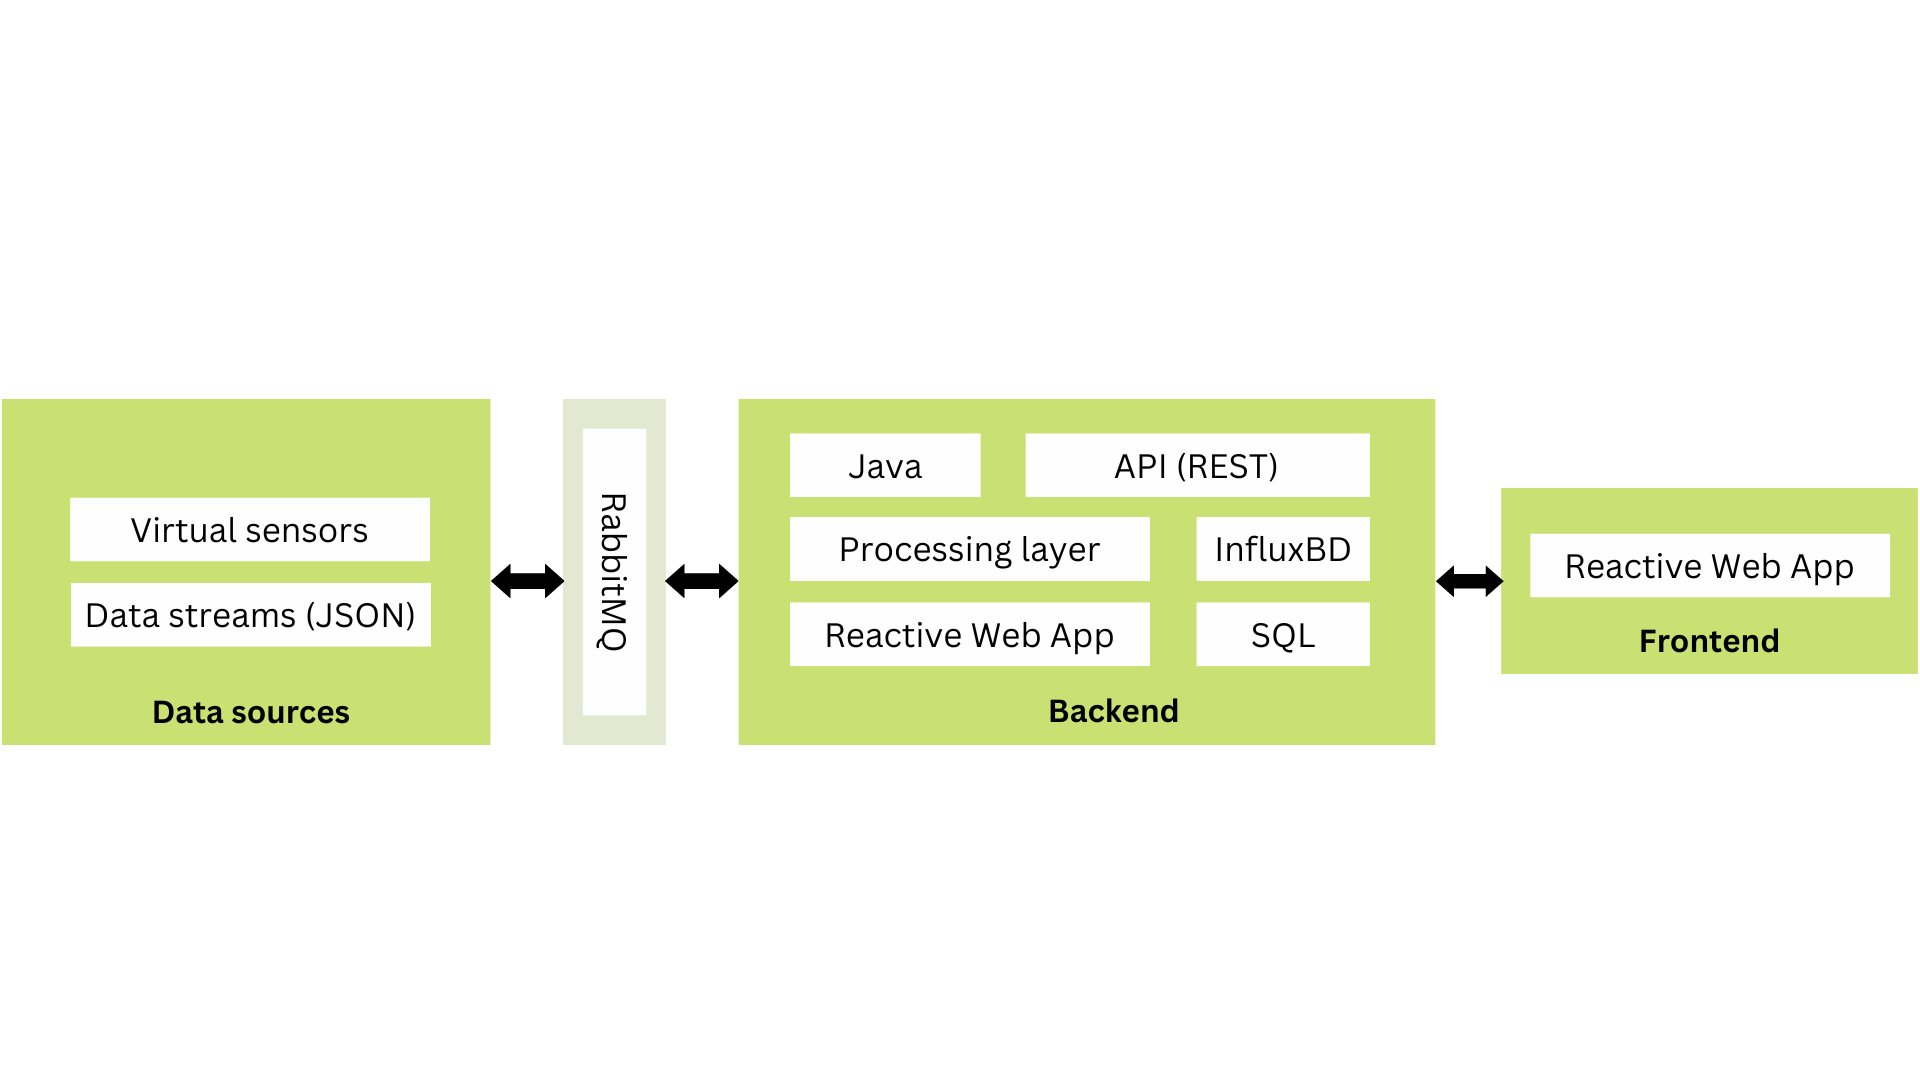 Virtual sensors
Data streams (JSON)
Data sources
RabbitMQ
Java
API (REST)
Processing layer
InfluxBD
Reactive Web App
SQL
Backend
Reactive Web App
Frontend